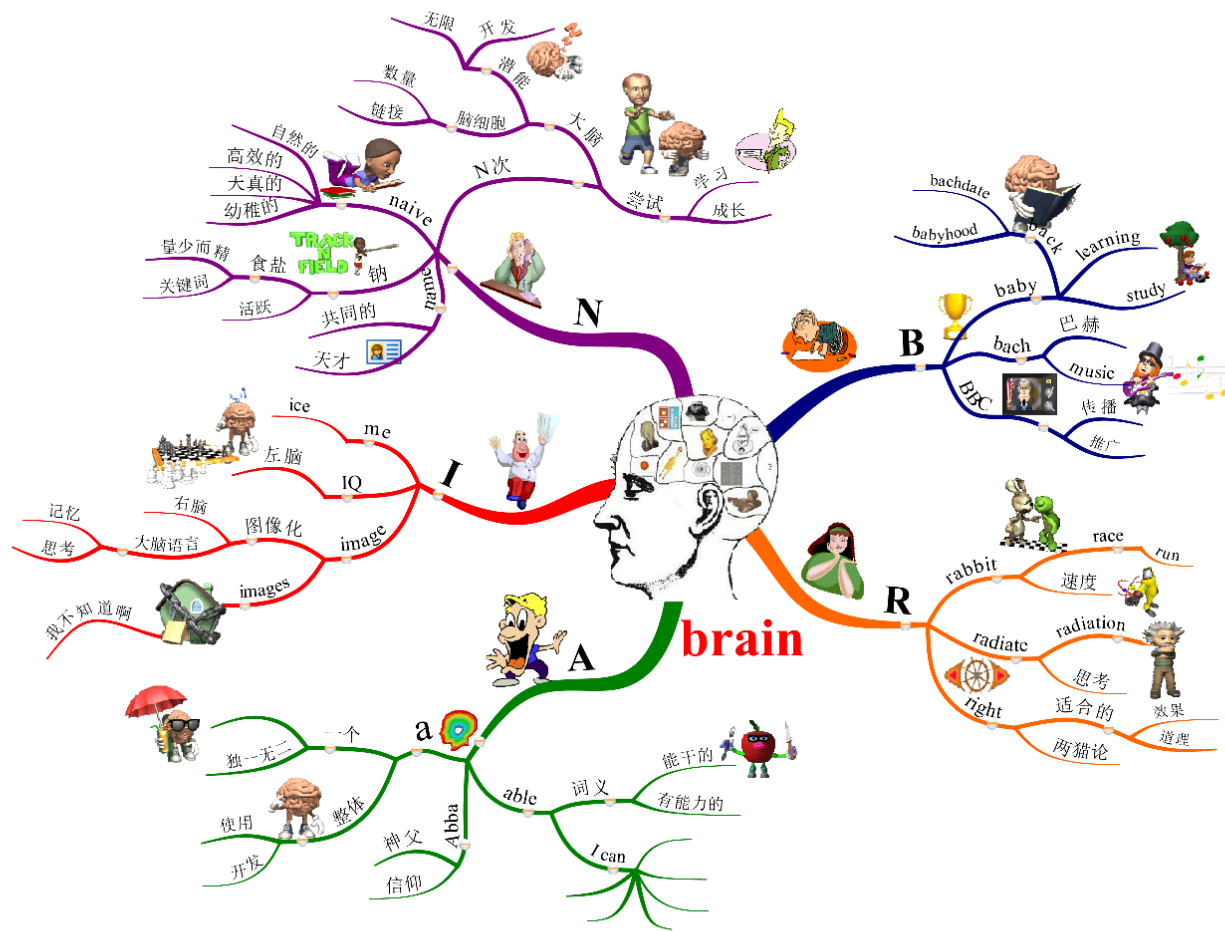 brain
B
baby
back
bachdate
babyhood
learning
study
bach
巴赫
music
BBC
传播
推广
R
rabbit
race
run
速度
radiate
radiation
思考
right
适合的
效果
道理
两猫论
A
able
词义
能干的
有能力的
I can
Abba
神父
信仰
a
一个
独一无二
整体
使用
开发
I
me
ice
IQ
左脑
image
图像化
右脑
大脑语言
记忆
思考
images
我不知道啊
N
N次
大脑
潜能
无限
开发
脑细胞
数量
链接
尝试
学习
成长
naive
自然的
高效的
天真的
幼稚的
钠
食盐
量少而精
关键词
活跃
TRACK
N
FIELD
name
共同的
天才
?